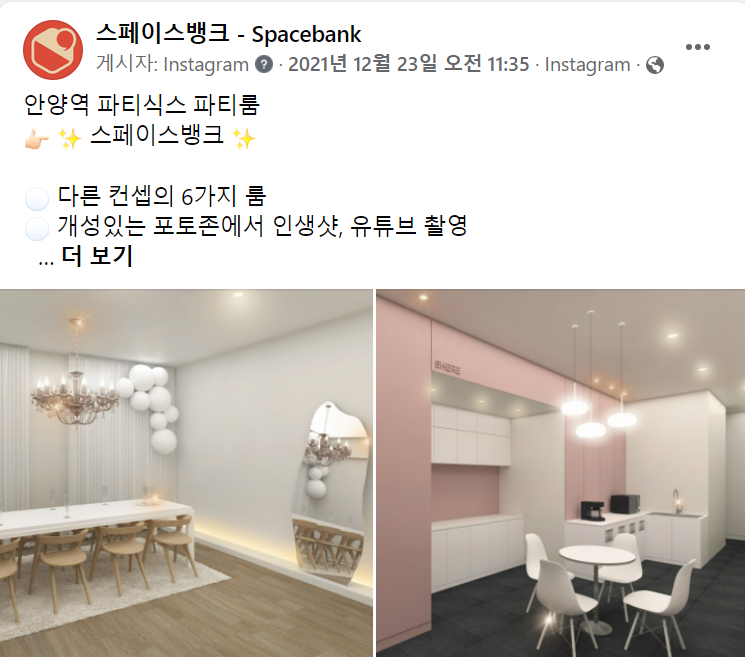 스페이스뱅크 - Spacebank
게시자: Instagram · 2021년 12월 23일 오전 11:35 · Instagram ·
안양역 파티식스 파티룸
👉🏻 ✨ 스페이스뱅크 ✨
⚪ 다른 컨셉의 6가지 룸
⚪ 개성있는 포토존에서 인생샷, 유튜브 촬영
... 더 보기